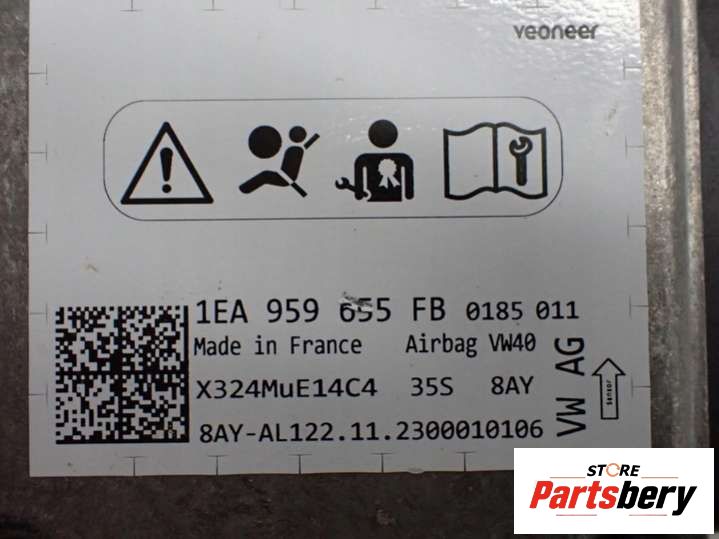 veoneer
1EA 959 655 FB 0185 011
Made in France Airbag VW40
X324MuE14C4 35S 8AY
8AY-AL122.11.2300010106
VW AG
Sensor
STORE
Partsbery